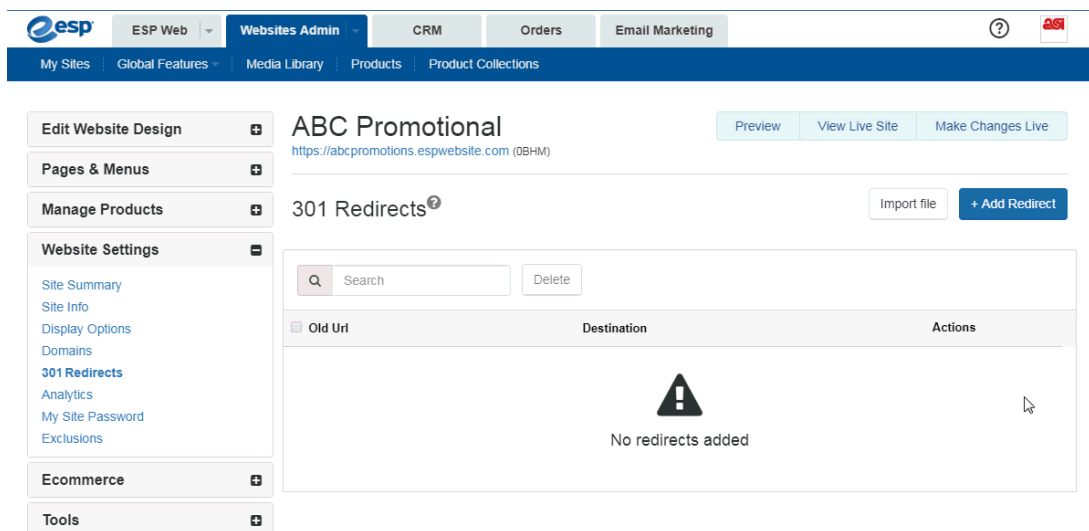 esp
ESP Web
Websites Admin
CRM
Orders
Email Marketing
?
ASI
My Sites
Global Features
Media Library
Products
Product Collections
Edit Website Design
Pages & Menus
Manage Products
Website Settings
Site Summary
Site Info
Display Options
Domains
301 Redirects
Analytics
My Site Password
Exclusions
Ecommerce
Tools
ABC Promotional
https://abcpromotions.espwebsite.com (0BHM)
Preview
View Live Site
Make Changes Live
301 Redirects ?
Import file
+ Add Redirect
Search
Delete
Old Url
Destination
Actions
No redirects added